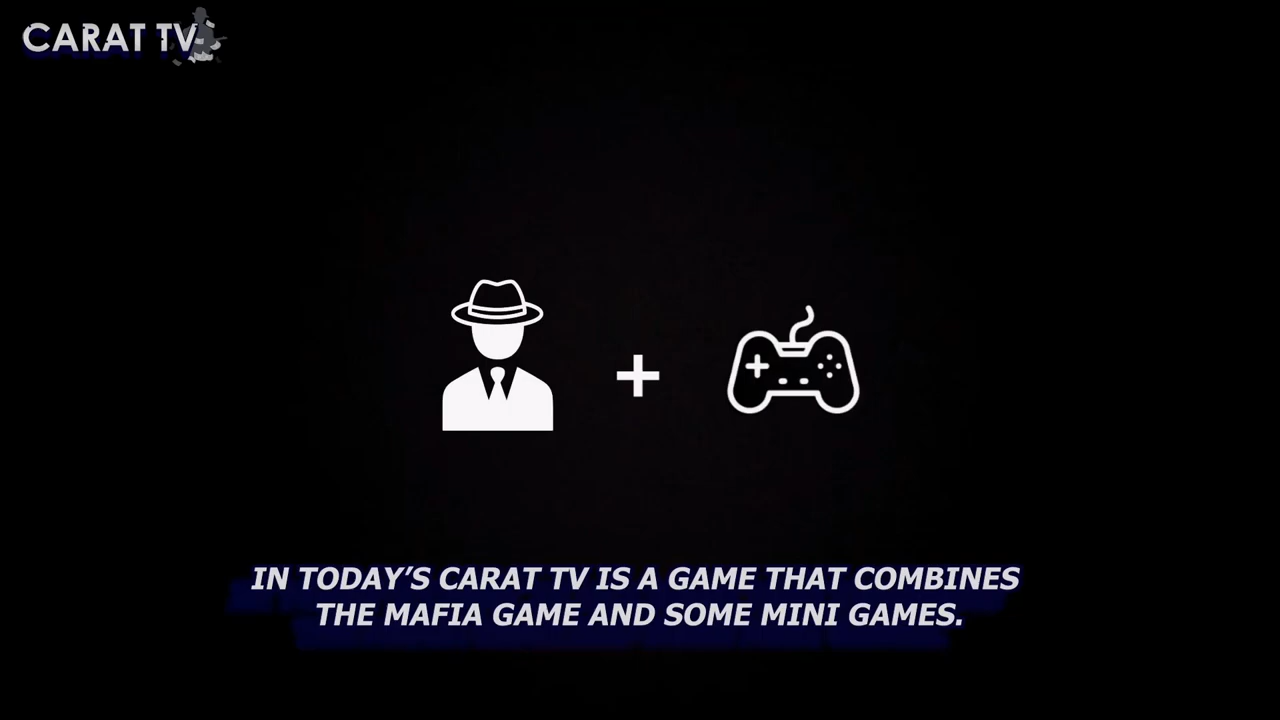 CARAT TV
IN TODAY'S CARAT TV IS A GAME THAT COMBINES
THE MAFIA GAME AND SOME MINI GAMES.